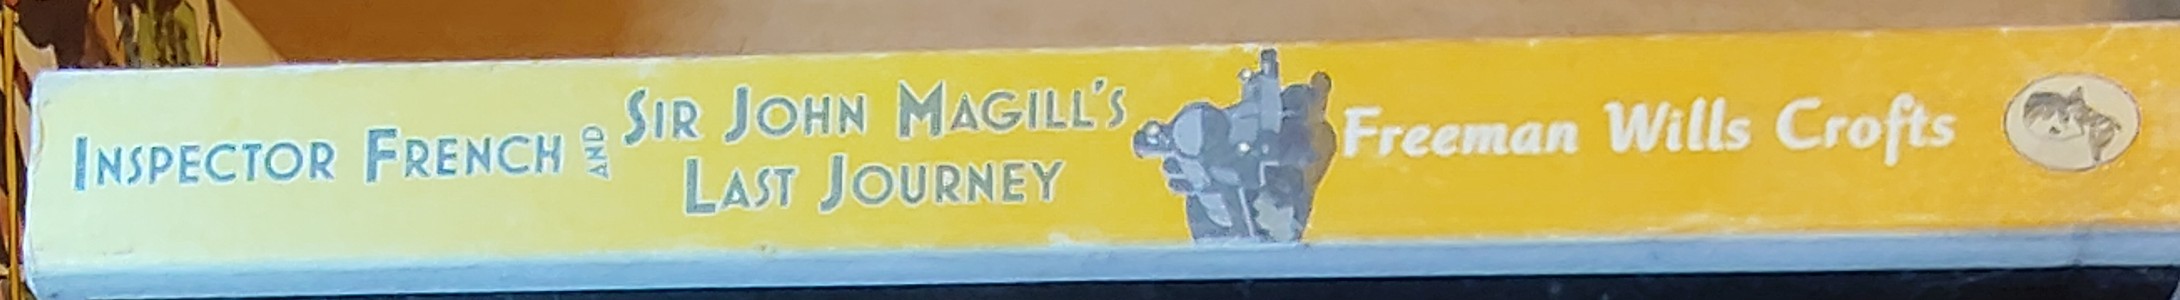 INSPECTOR FRENCH AND SIR JOHN MAGILL'S
LAST JOURNEY
Freeman Wills Crofts